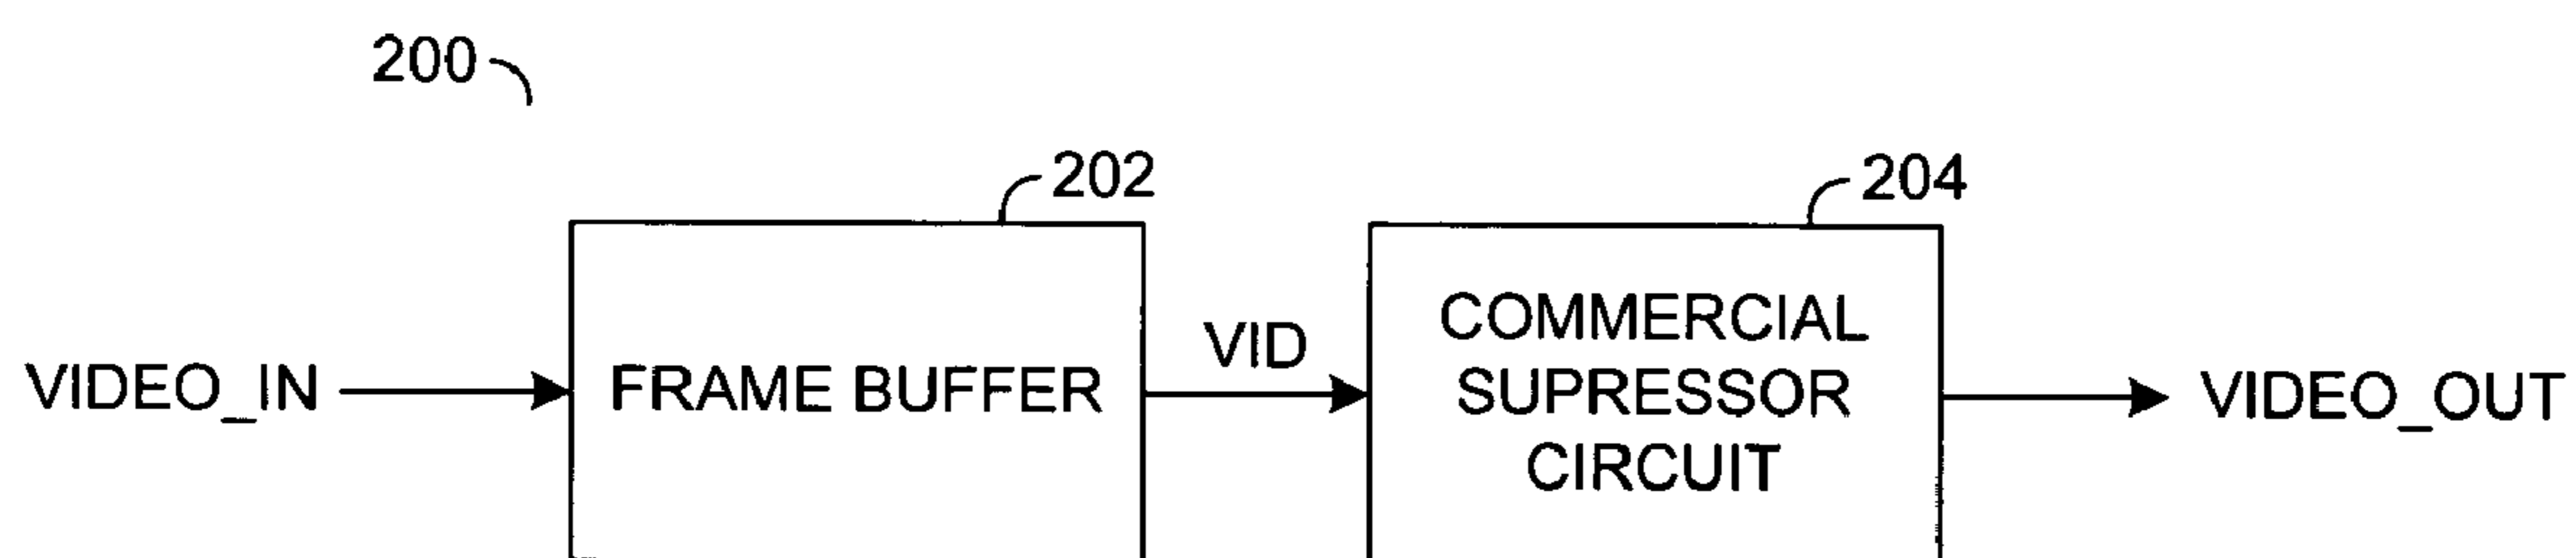 200
202
204
VIDEO_IN
FRAME BUFFER
VID
COMMERCIAL
SUPRESSOR
CIRCUIT
VIDEO_OUT